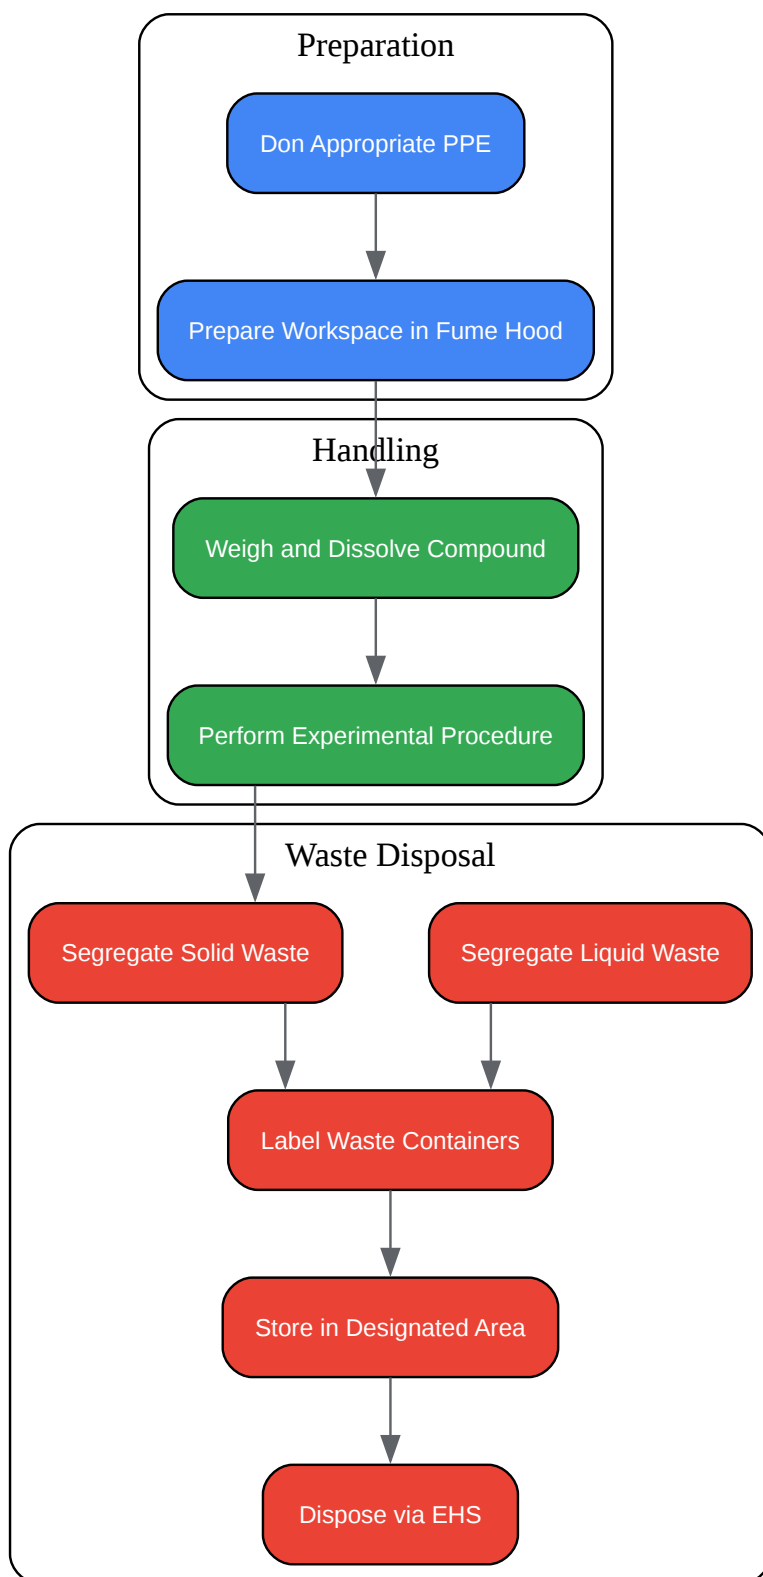 Preparation
Don Appropriate PPE
Prepare Workspace in Fume Hood
Handling
Weigh and Dissolve Compound
Perform Experimental Procedure
Waste Disposal
Segregate Solid Waste
Segregate Liquid Waste
Label Waste Containers
Store in Designated Area
Dispose via EHS